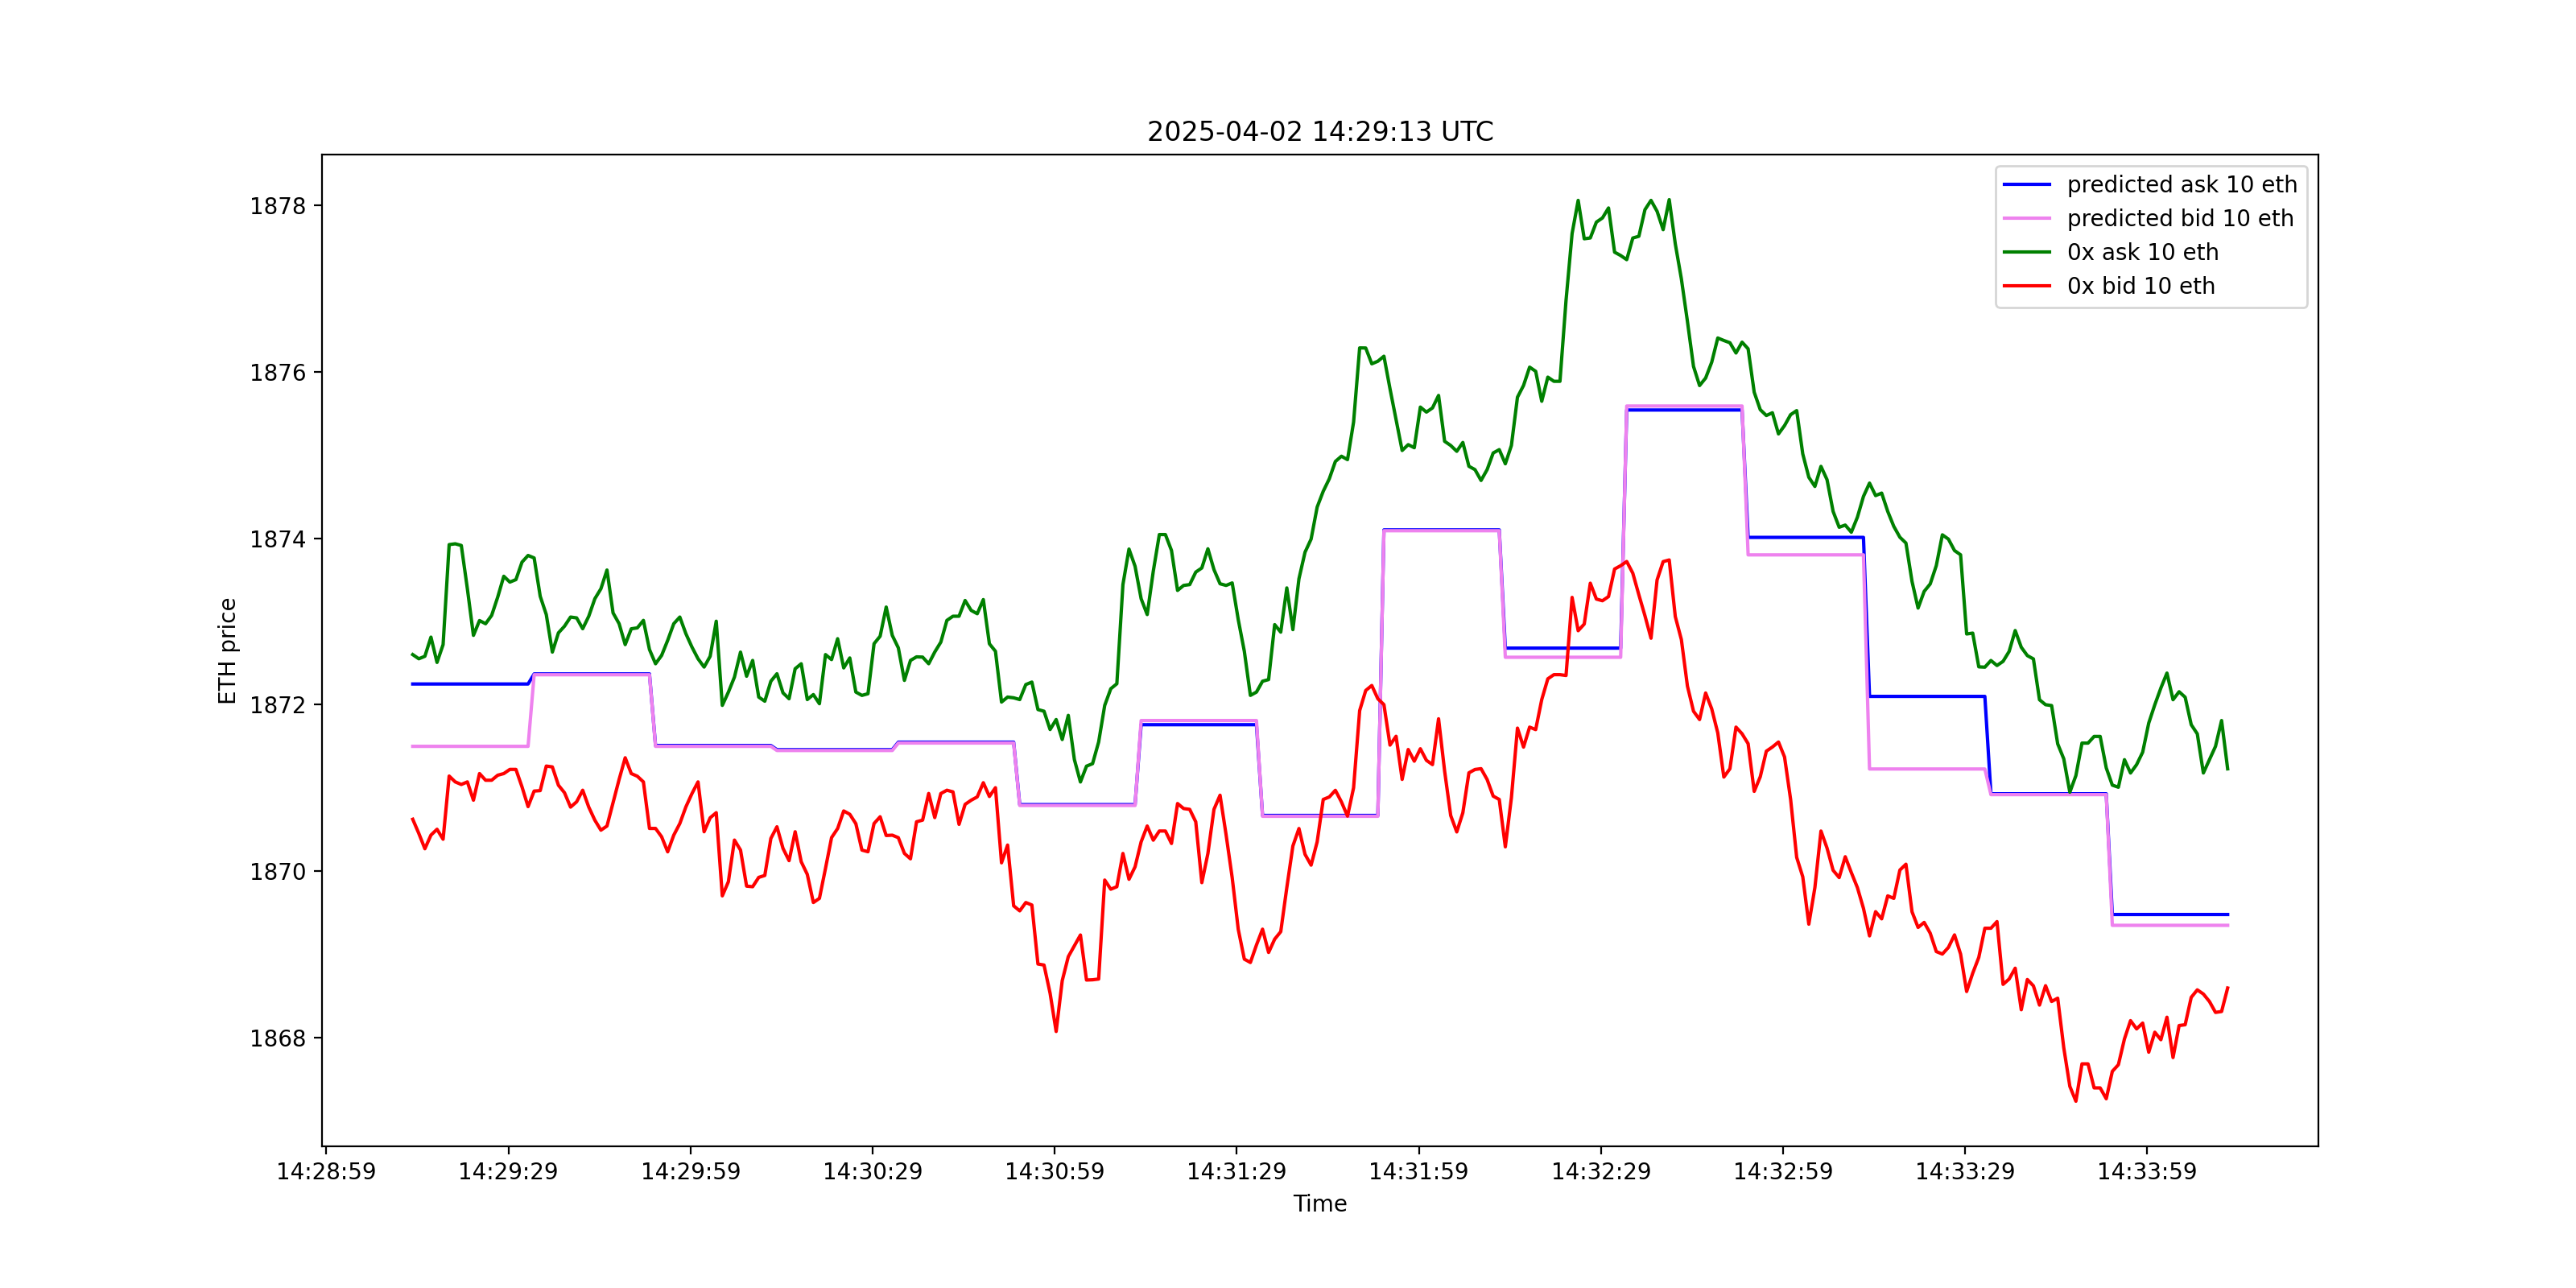 2025-04-02 14:29:13 UTC
predicted ask 10 eth
predicted bid 10 eth
0x ask 10 eth
0x bid 10 eth
ETH price
1878
1876
1874
1872
1870
1868
14:28:59 14:29:29 14:29:59 14:30:29 14:30:59 14:31:29 14:31:59 14:32:29 14:32:59 14:33:29 14:33:59
Time